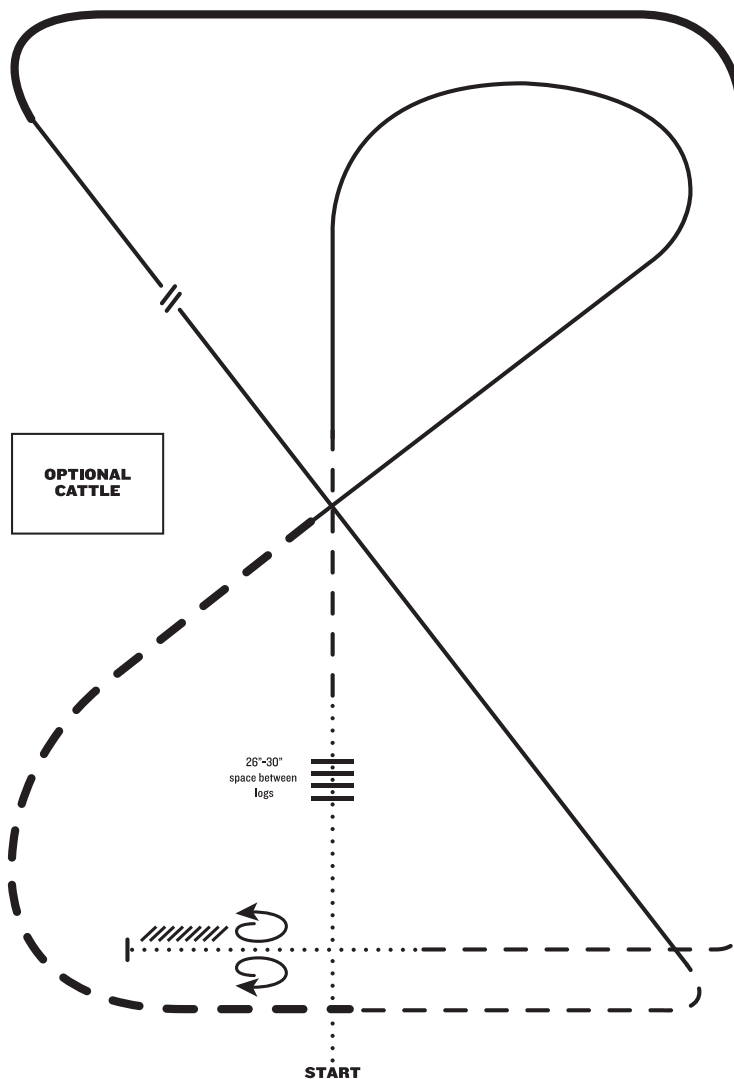 OPTIONAL
CATTLE
26”-30”
space between
logs
START